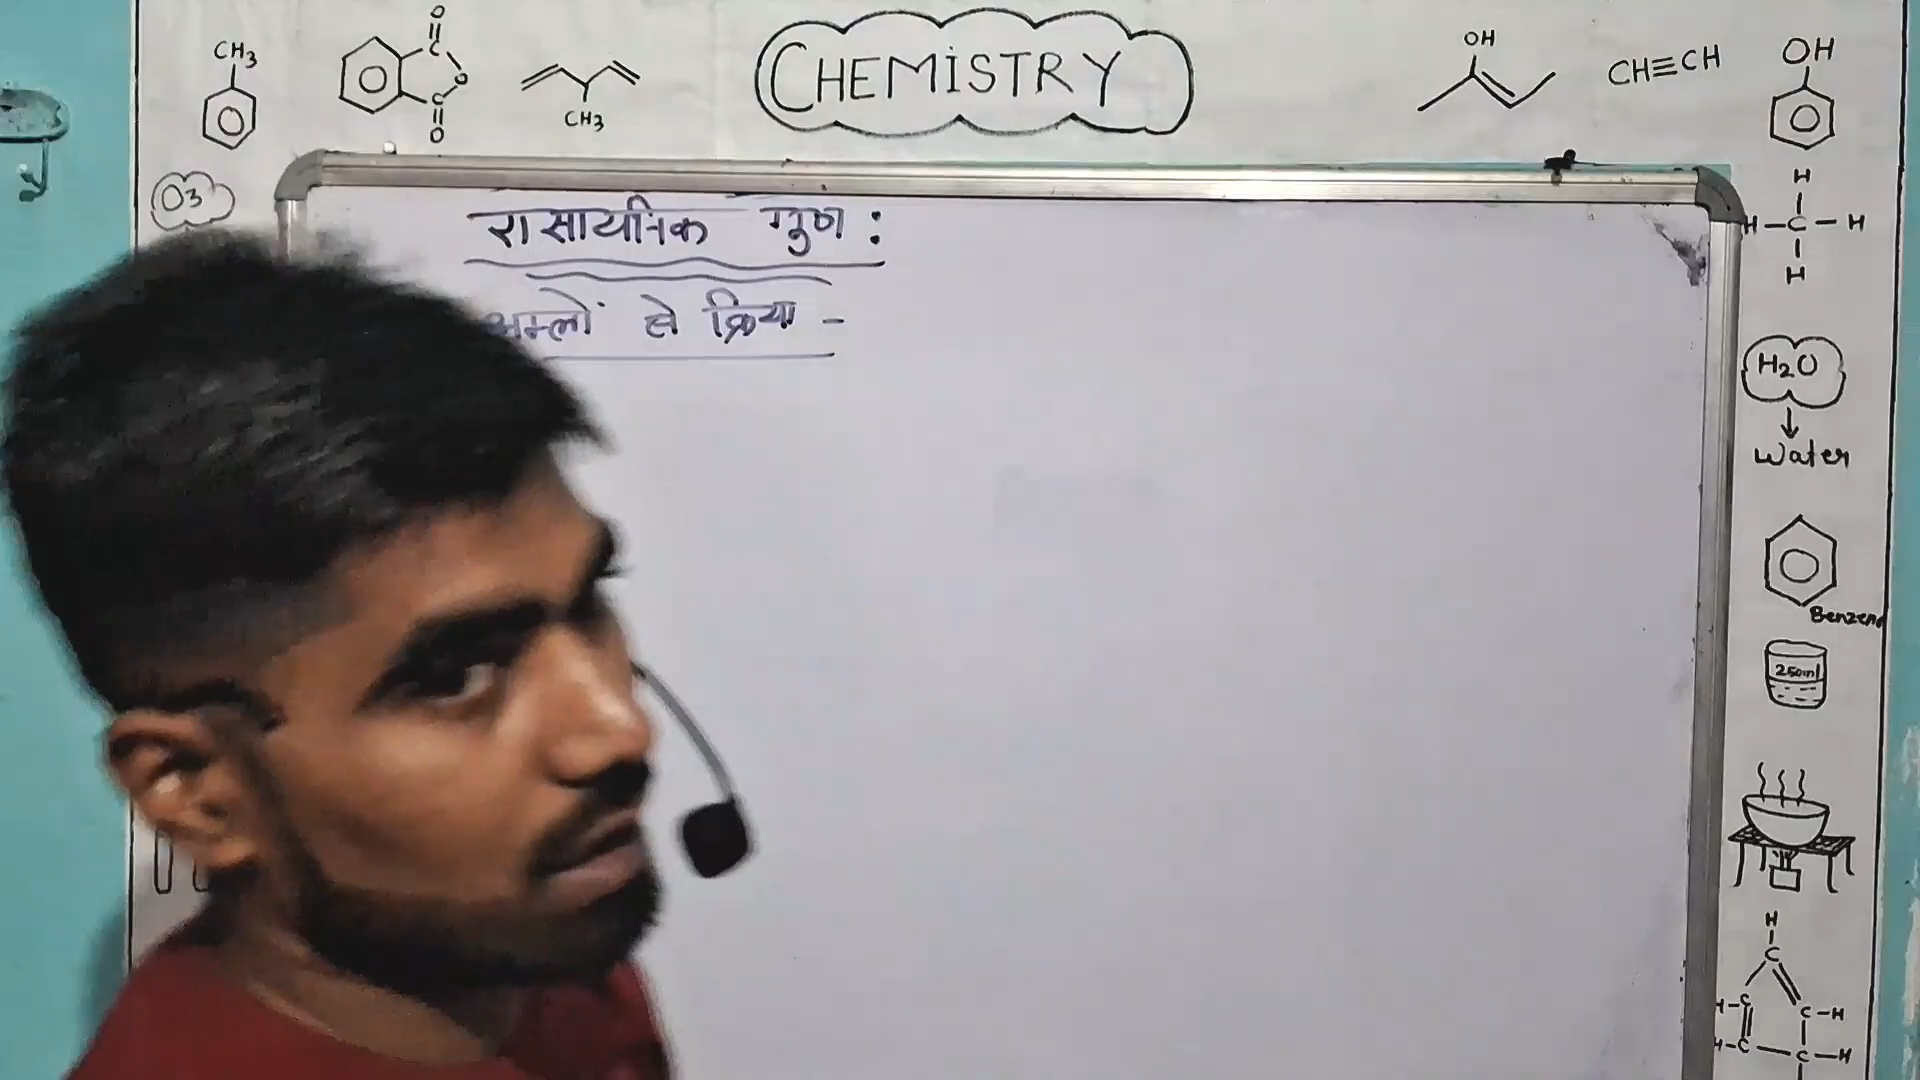 CHEMISTRY
CH3
C
O
O
C
O
CH3
OH
CH≡CH
OH
O3
रासायनिक गुण :
अम्लों से क्रिया -
H
H-C-H
H
H2O
Water
Benzene
250ml
H
C
H-C
C-H
H-C-C-H